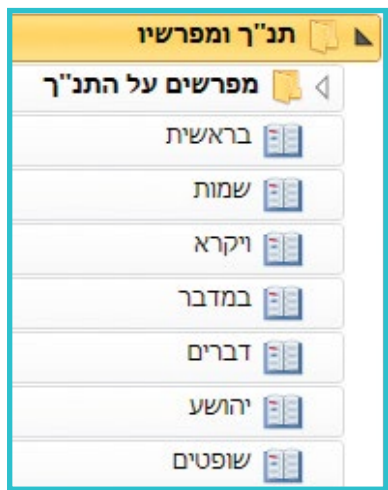 תנ"ך ומפרשיו
מפרשים על התנ"ך
בראשית
שמות
ויקרא
במדבר
דברים
יהושע
שופטים